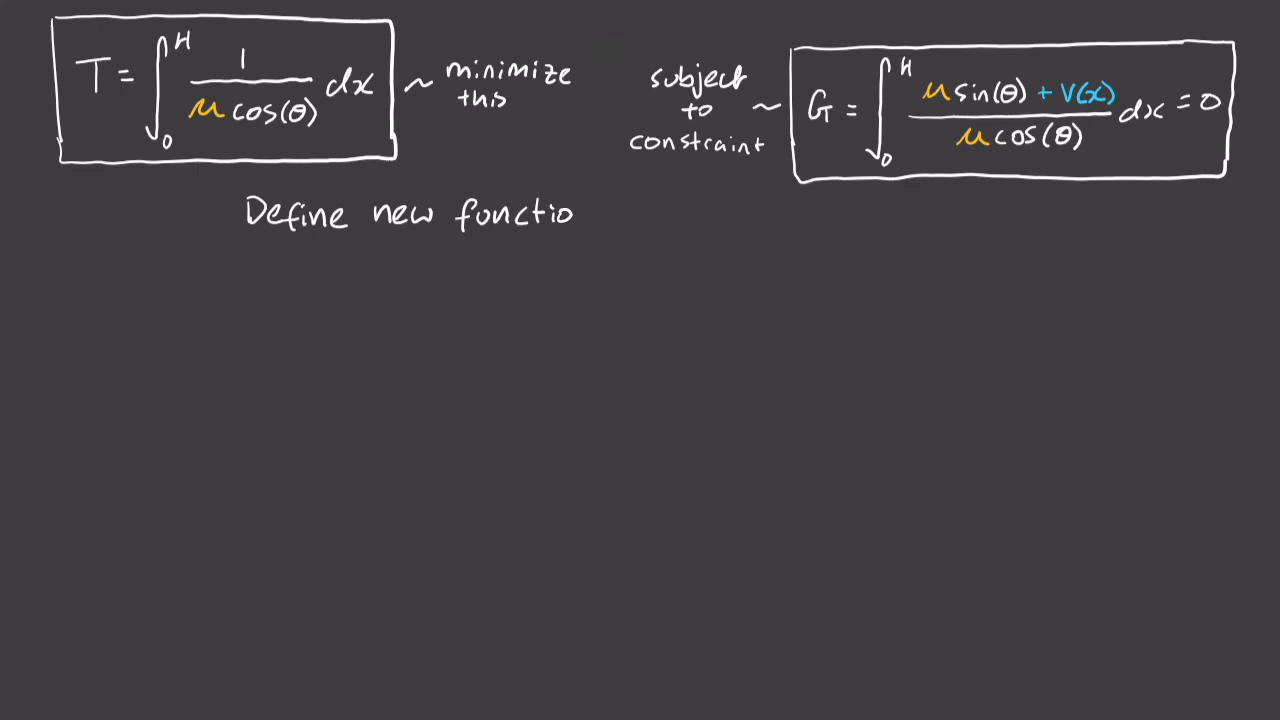 T = ∫₀ᴴ 1/(u cos(θ)) dx ~ minimize this
subject to constraint ~ G = ∫₀ᴴ (u sin(θ) + v(x))/(u cos(θ)) dx = 0
Define new functio